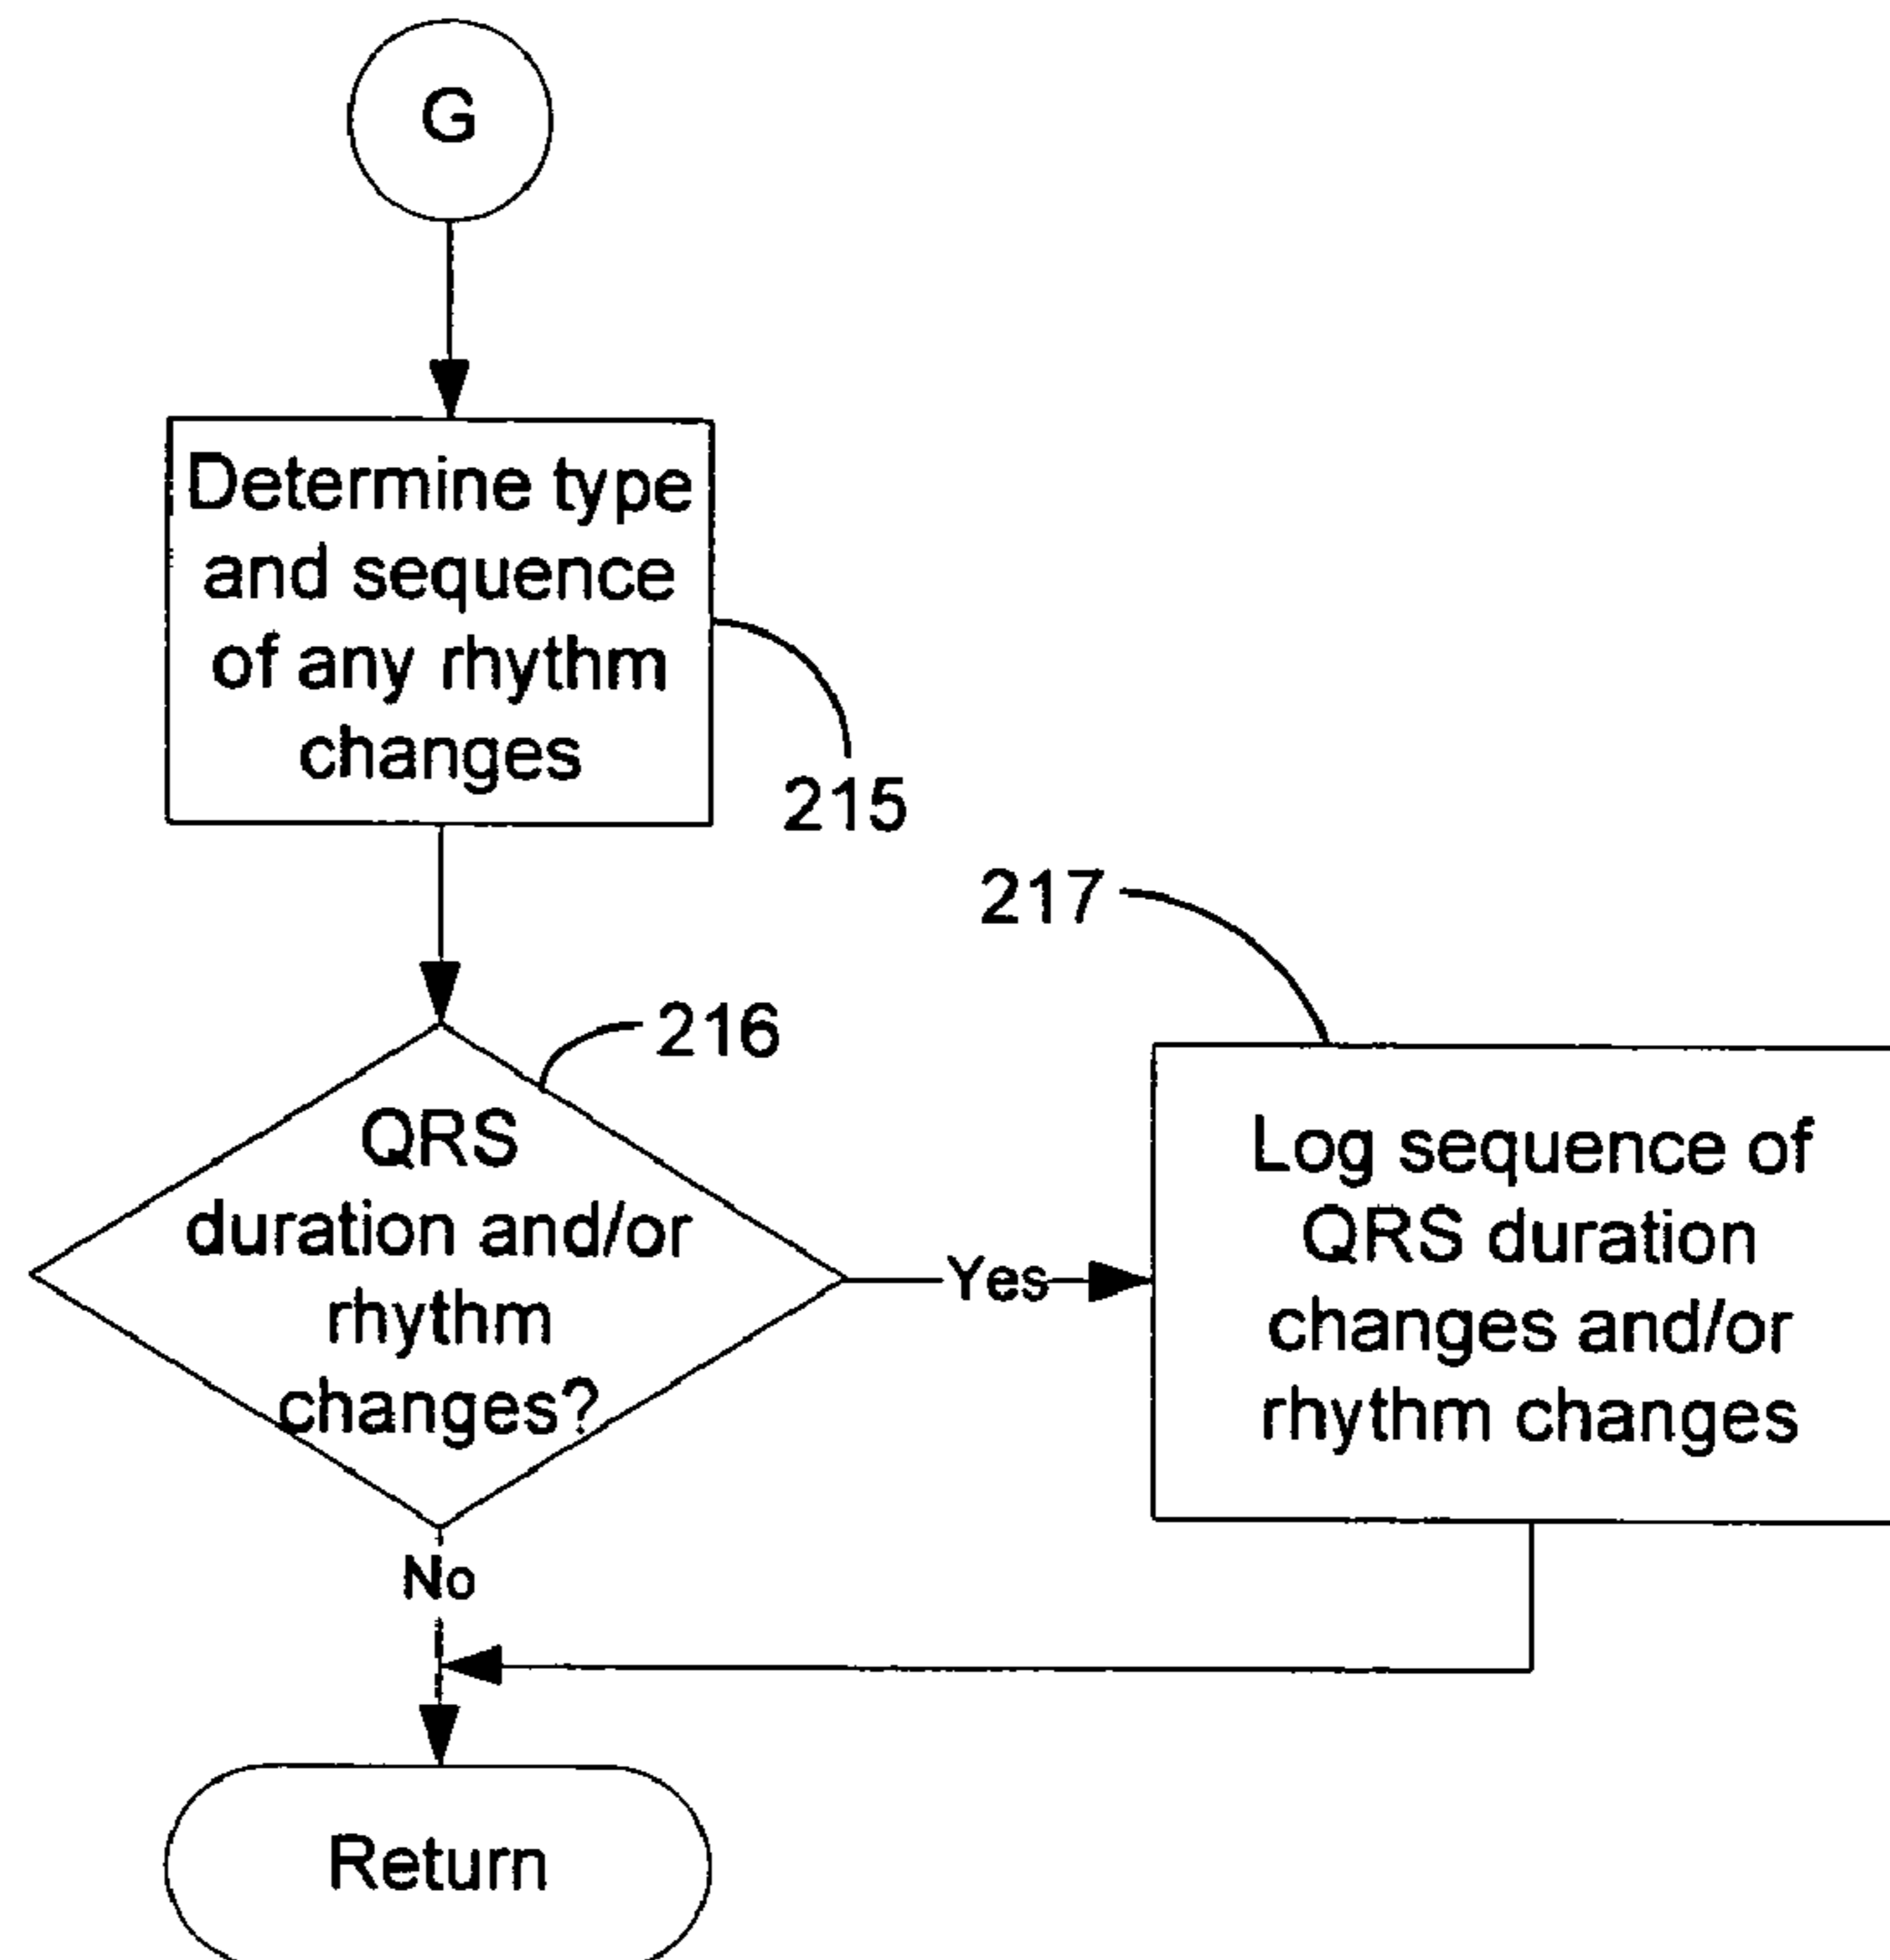 G
Determine type
and sequence
of any rhythm
changes
215
217
216
QRS
duration and/or
rhythm
changes?
Yes
Log sequence of
QRS duration
changes and/or
rhythm changes
No
Return